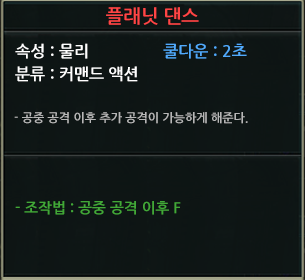 플래닛 댄스
속성 : 물리 쿨다운 : 2초
분류 : 커맨드 액션
- 공중 공격 이후 추가 공격이 가능하게 해준다.
- 조작법 : 공중 공격 이후 F